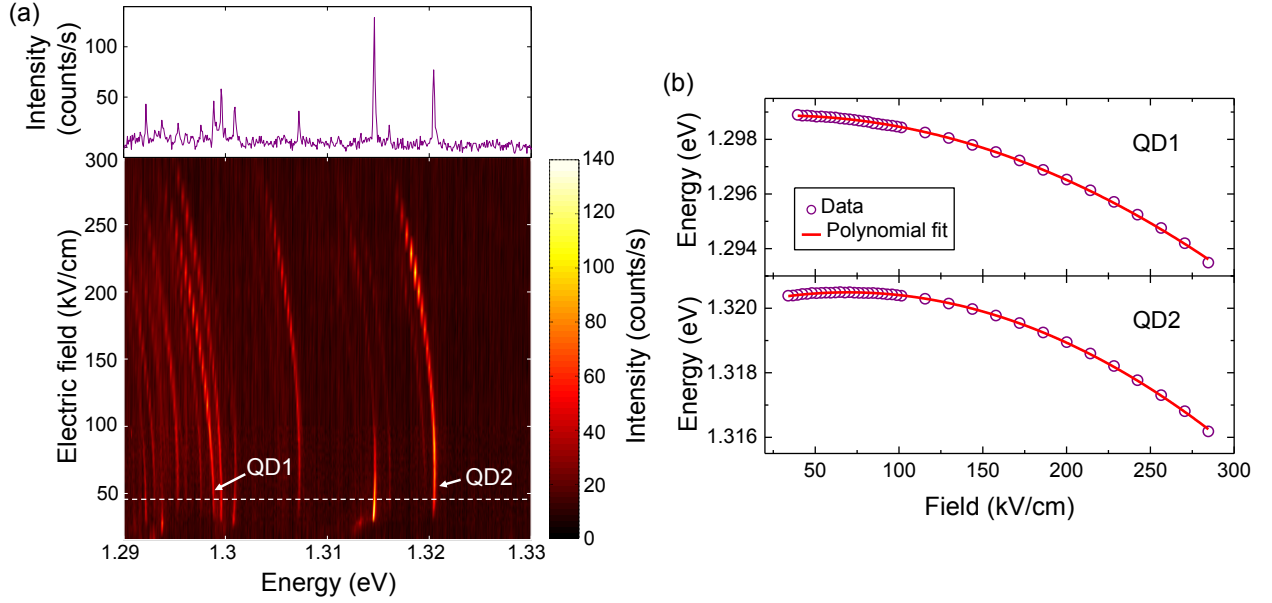 (a)
Intensity
(counts/s)
100
50
300
250
200
150
100
50
Electric field (kV/cm)
QD1
QD2
1.29
1.3
1.31
1.32
1.33
Energy (eV)
140
120
100
80
60
40
20
0
Intensity (counts/s)
(b)
1.298
1.296
1.294
Energy (eV)
QD1
Data
Polynomial fit
1.320
1.318
1.316
Energy (eV)
QD2
50
100
150
200
250
300
Field (kV/cm)